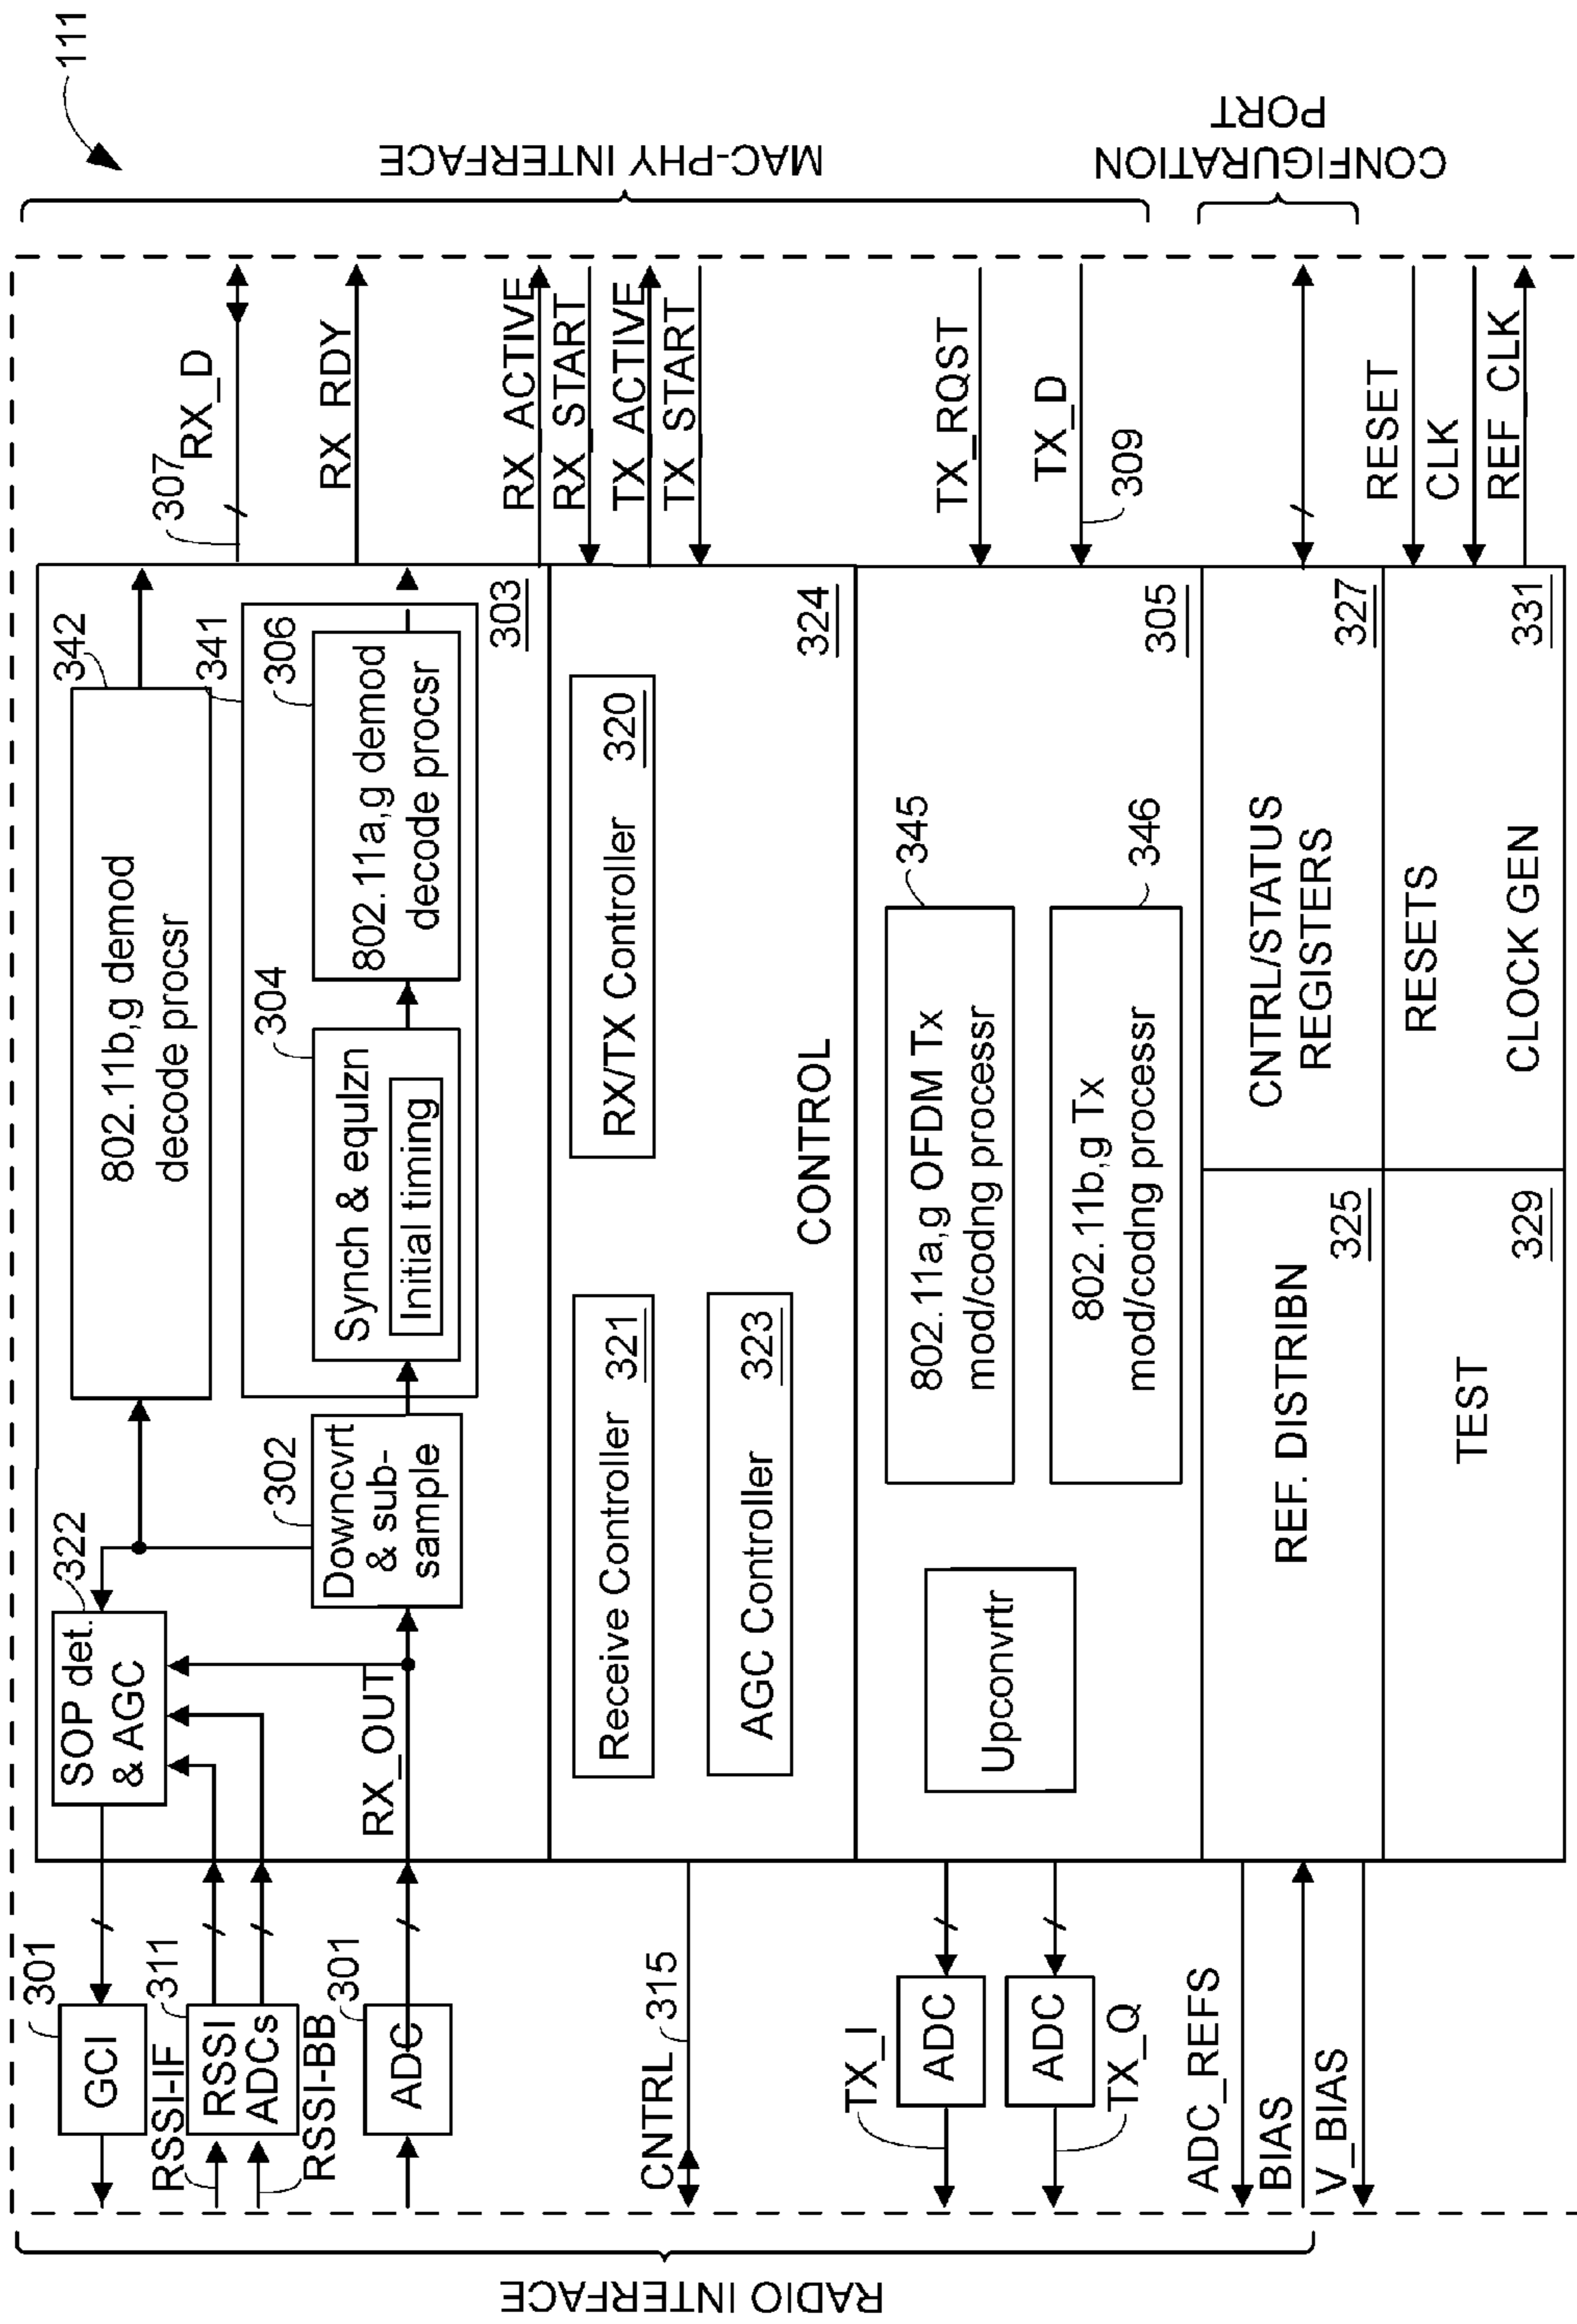 111
RADIO INTERFACE
MAC-PHY INTERFACE
CONFIGURATION
PORT
301
GCI
RSSI-IF
311
RSSI
ADCs
RSSI-BB
301
ADC
CNTRL
315
TX_I
ADC
ADC
TX_Q
ADC_REFS
BIAS
V_BIAS
322
SOP det.
& AGC
RX_OUT
302
Downcvrt
& sub-
sample
342
802.11b,g demod
decode procsr
341
304
Synch & equlzn
Initial timing
306
802.11a,g demod
decode procsr
303
Receive Controller 321
RX/TX Controller 320
AGC Controller 323
CONTROL
324
Upconvrtr
802.11a,g OFDM Tx
mod/codng processr
345
802.11b,g Tx
mod/codng processr
346
305
REF. DISTRIBN
325
CNTRL/STATUS
REGISTERS
327
TEST
329
RESETS
CLOCK GEN
331
307
RX_D
RX_RDY
RX_ACTIVE
RX_START
TX_ACTIVE
TX_START
TX_RQST
TX_D
309
RESET
CLK
REF_CLK